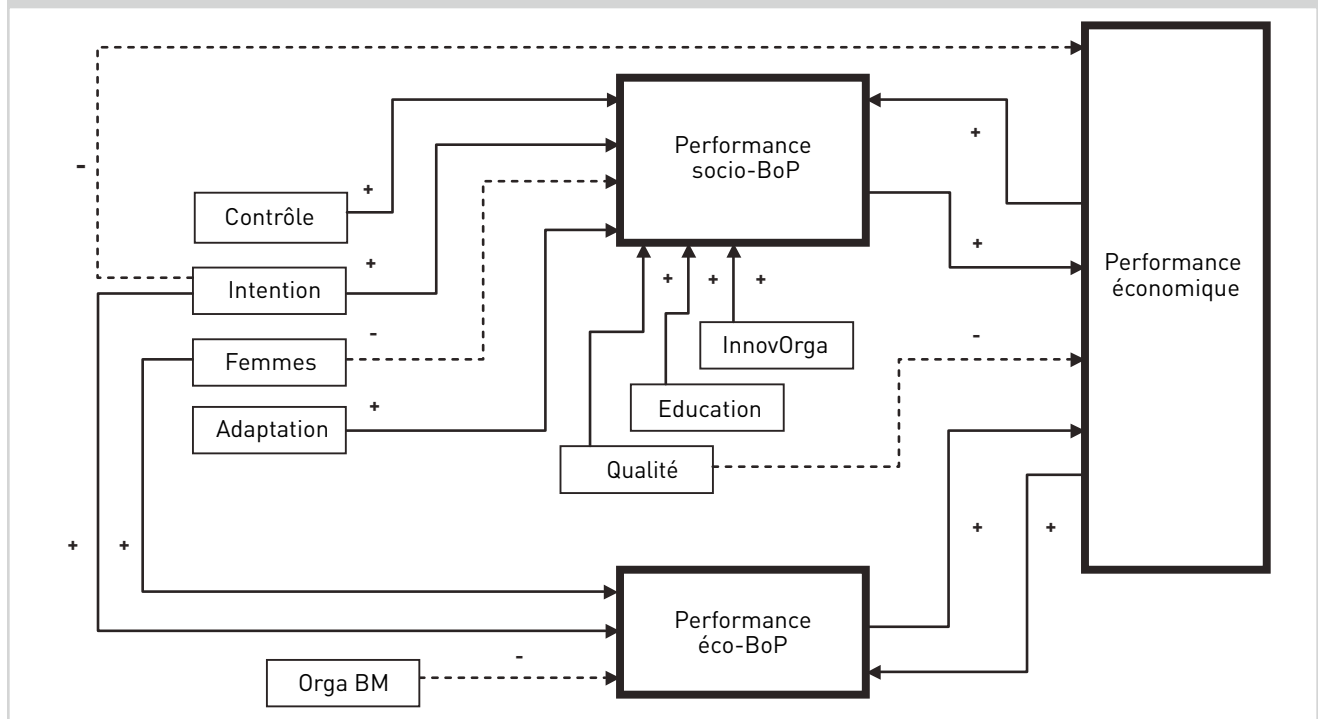 -
+
Contrôle
+
Intention
-
Femmes
+
Adaptation
Performance
socio-BoP
+
+
+
InnovOrga
Education
Qualité
+
+
-
Performance
économique
+
+
+
+
Performance
éco-BoP
-
Orga BM